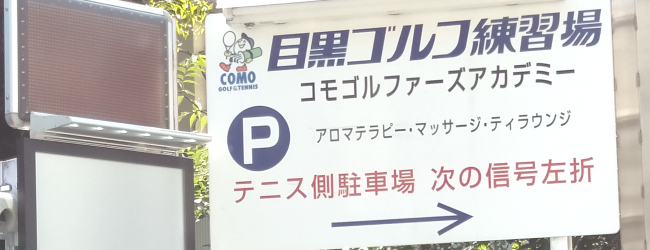 目黒ゴルフ練習場
COMO
GOLF & TENNIS
コモゴルファーズアカデミー
P
アロマテラピー・マッサージ・ティラウンジ
テニス側駐車場 次の信号左折